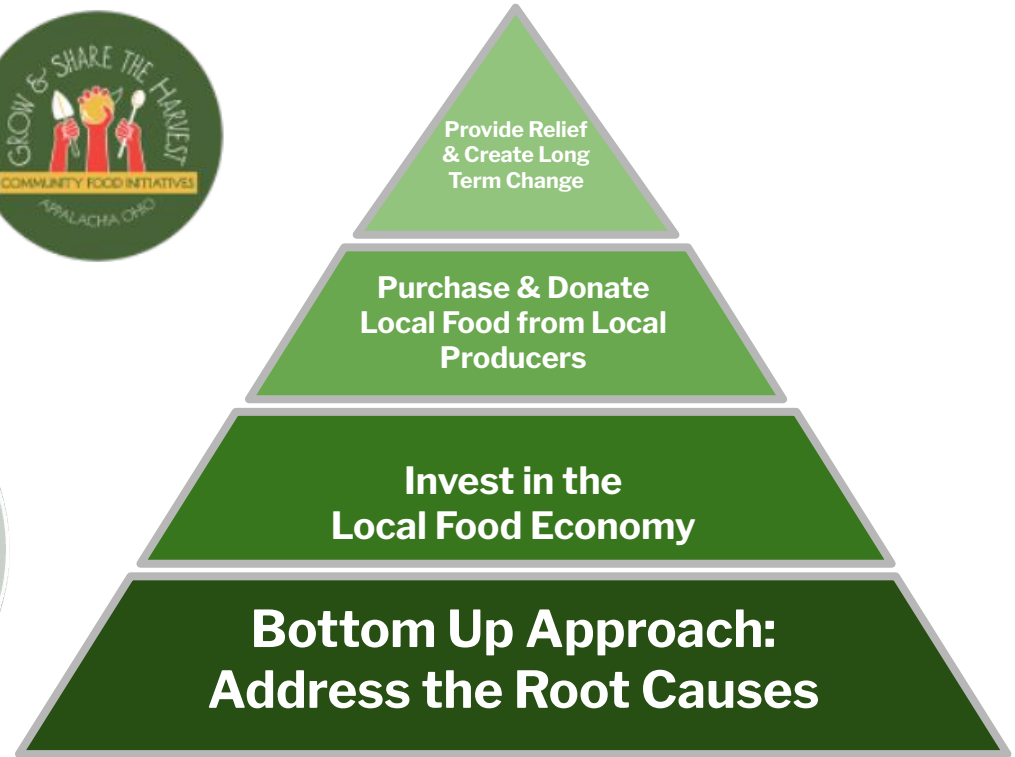 GROW & SHARE THE HARVEST
COMMUNITY FOOD INITIATIVES
APPALACHIA OHIO
Provide Relief
& Create Long
Term Change
Purchase & Donate
Local Food from Local
Producers
Invest in the
Local Food Economy
Bottom Up Approach:
Address the Root Causes